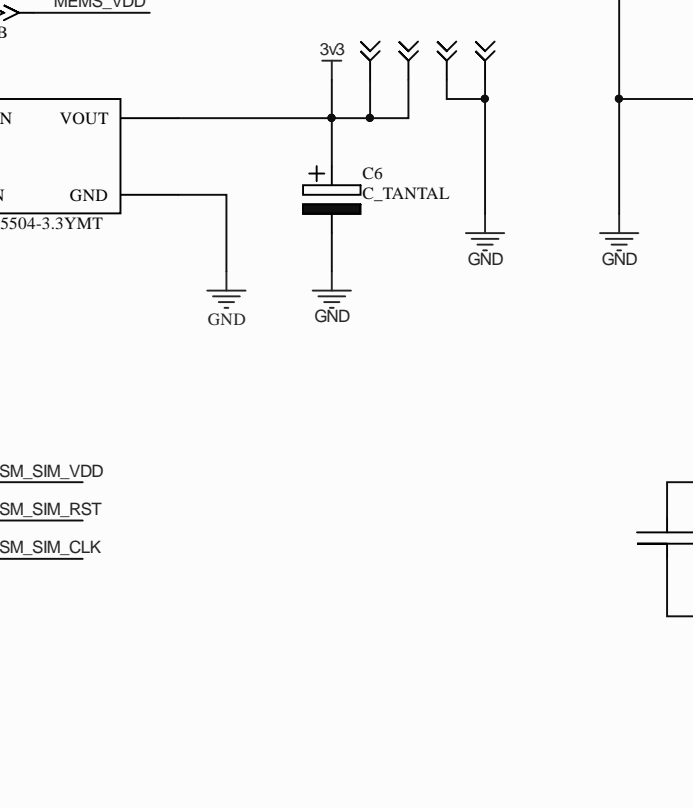 MEMS_VDD
B
3v3
N VOUT
C6
C_TANTAL
N GND
5504-3.3YMT
GND
GND
GND
GND
SM_SIM_VDD
SM_SIM_RST
SM_SIM_CLK